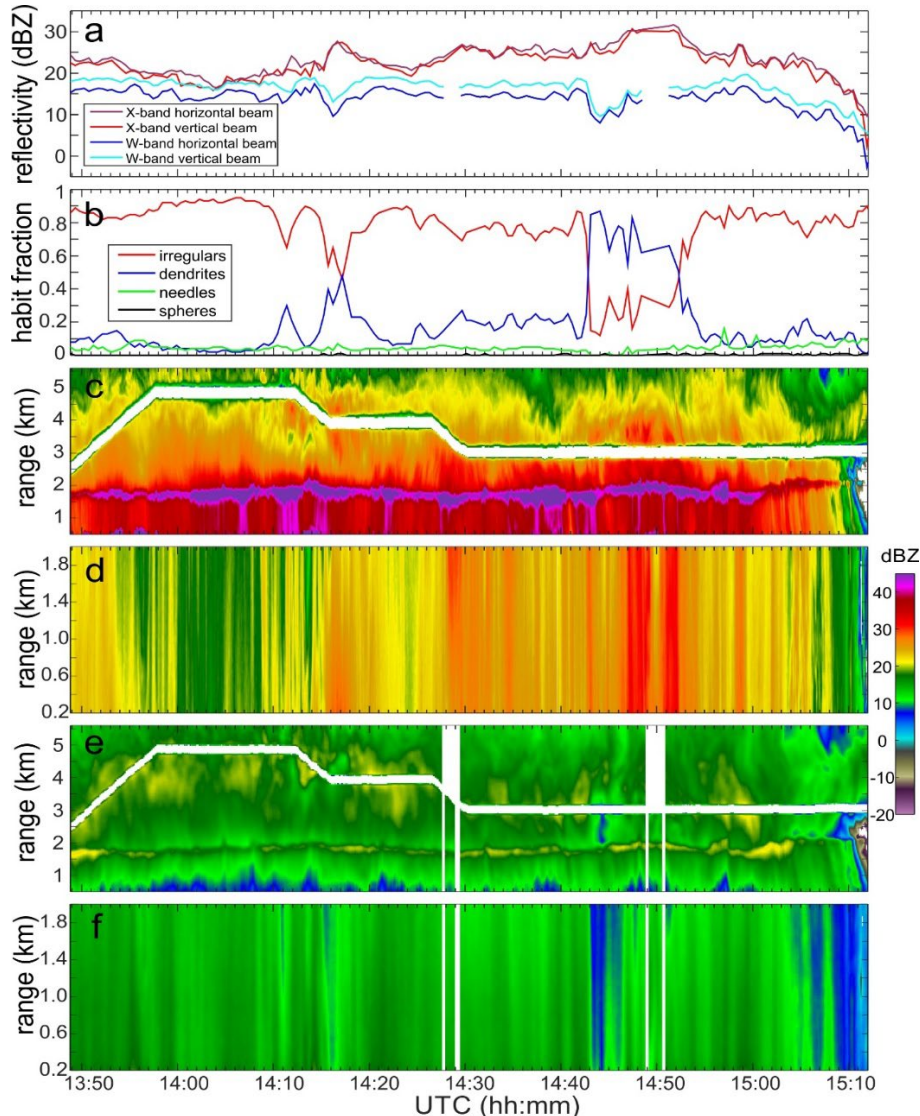 a
reflectivity (dBZ)
30
20
10
0
X-band horizontal beam
X-band vertical beam
W-band horizontal beam
W-band vertical beam
b
habit fraction
1
0.8
0.6
0.4
0.2
0
irregulars
dendrites
needles
spheres
c
range (km)
5
4
3
2
1
d
range (km)
1.8
1.4
1.0
0.6
0.2
dBZ
40
30
20
10
0
-10
-20
e
range (km)
5
4
3
2
1
f
range (km)
1.8
1.4
1.0
0.6
0.2
13:50 14:00 14:10 14:20 14:30 14:40 14:50 15:00 15:10
UTC (hh:mm)